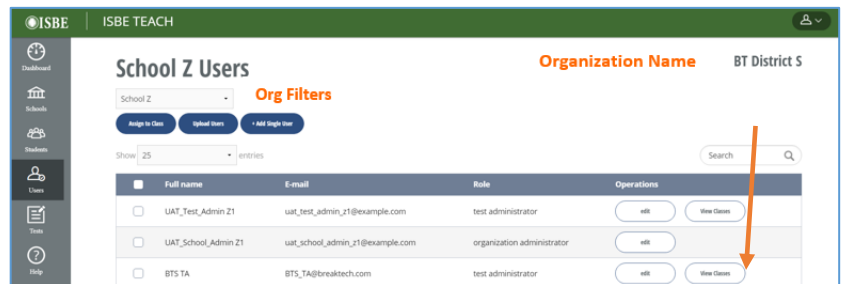 ISBE ISBE TEACH
Dashboard
Schools
Students
Users
Tests
Help
School Z Users
Organization Name
BT District S
School Z
Org Filters
Assign to Class Upload Users + Add Single User
Show 25 entries
Search
Full name E-mail Role Operations
UAT_Test_Admin Z1 uat_test_admin_z1@example.com test administrator edit View Classes
UAT_School_Admin Z1 uat_school_admin_z1@example.com organization administrator edit
BTS TA BTS_TA@breaktech.com test administrator edit View Classes